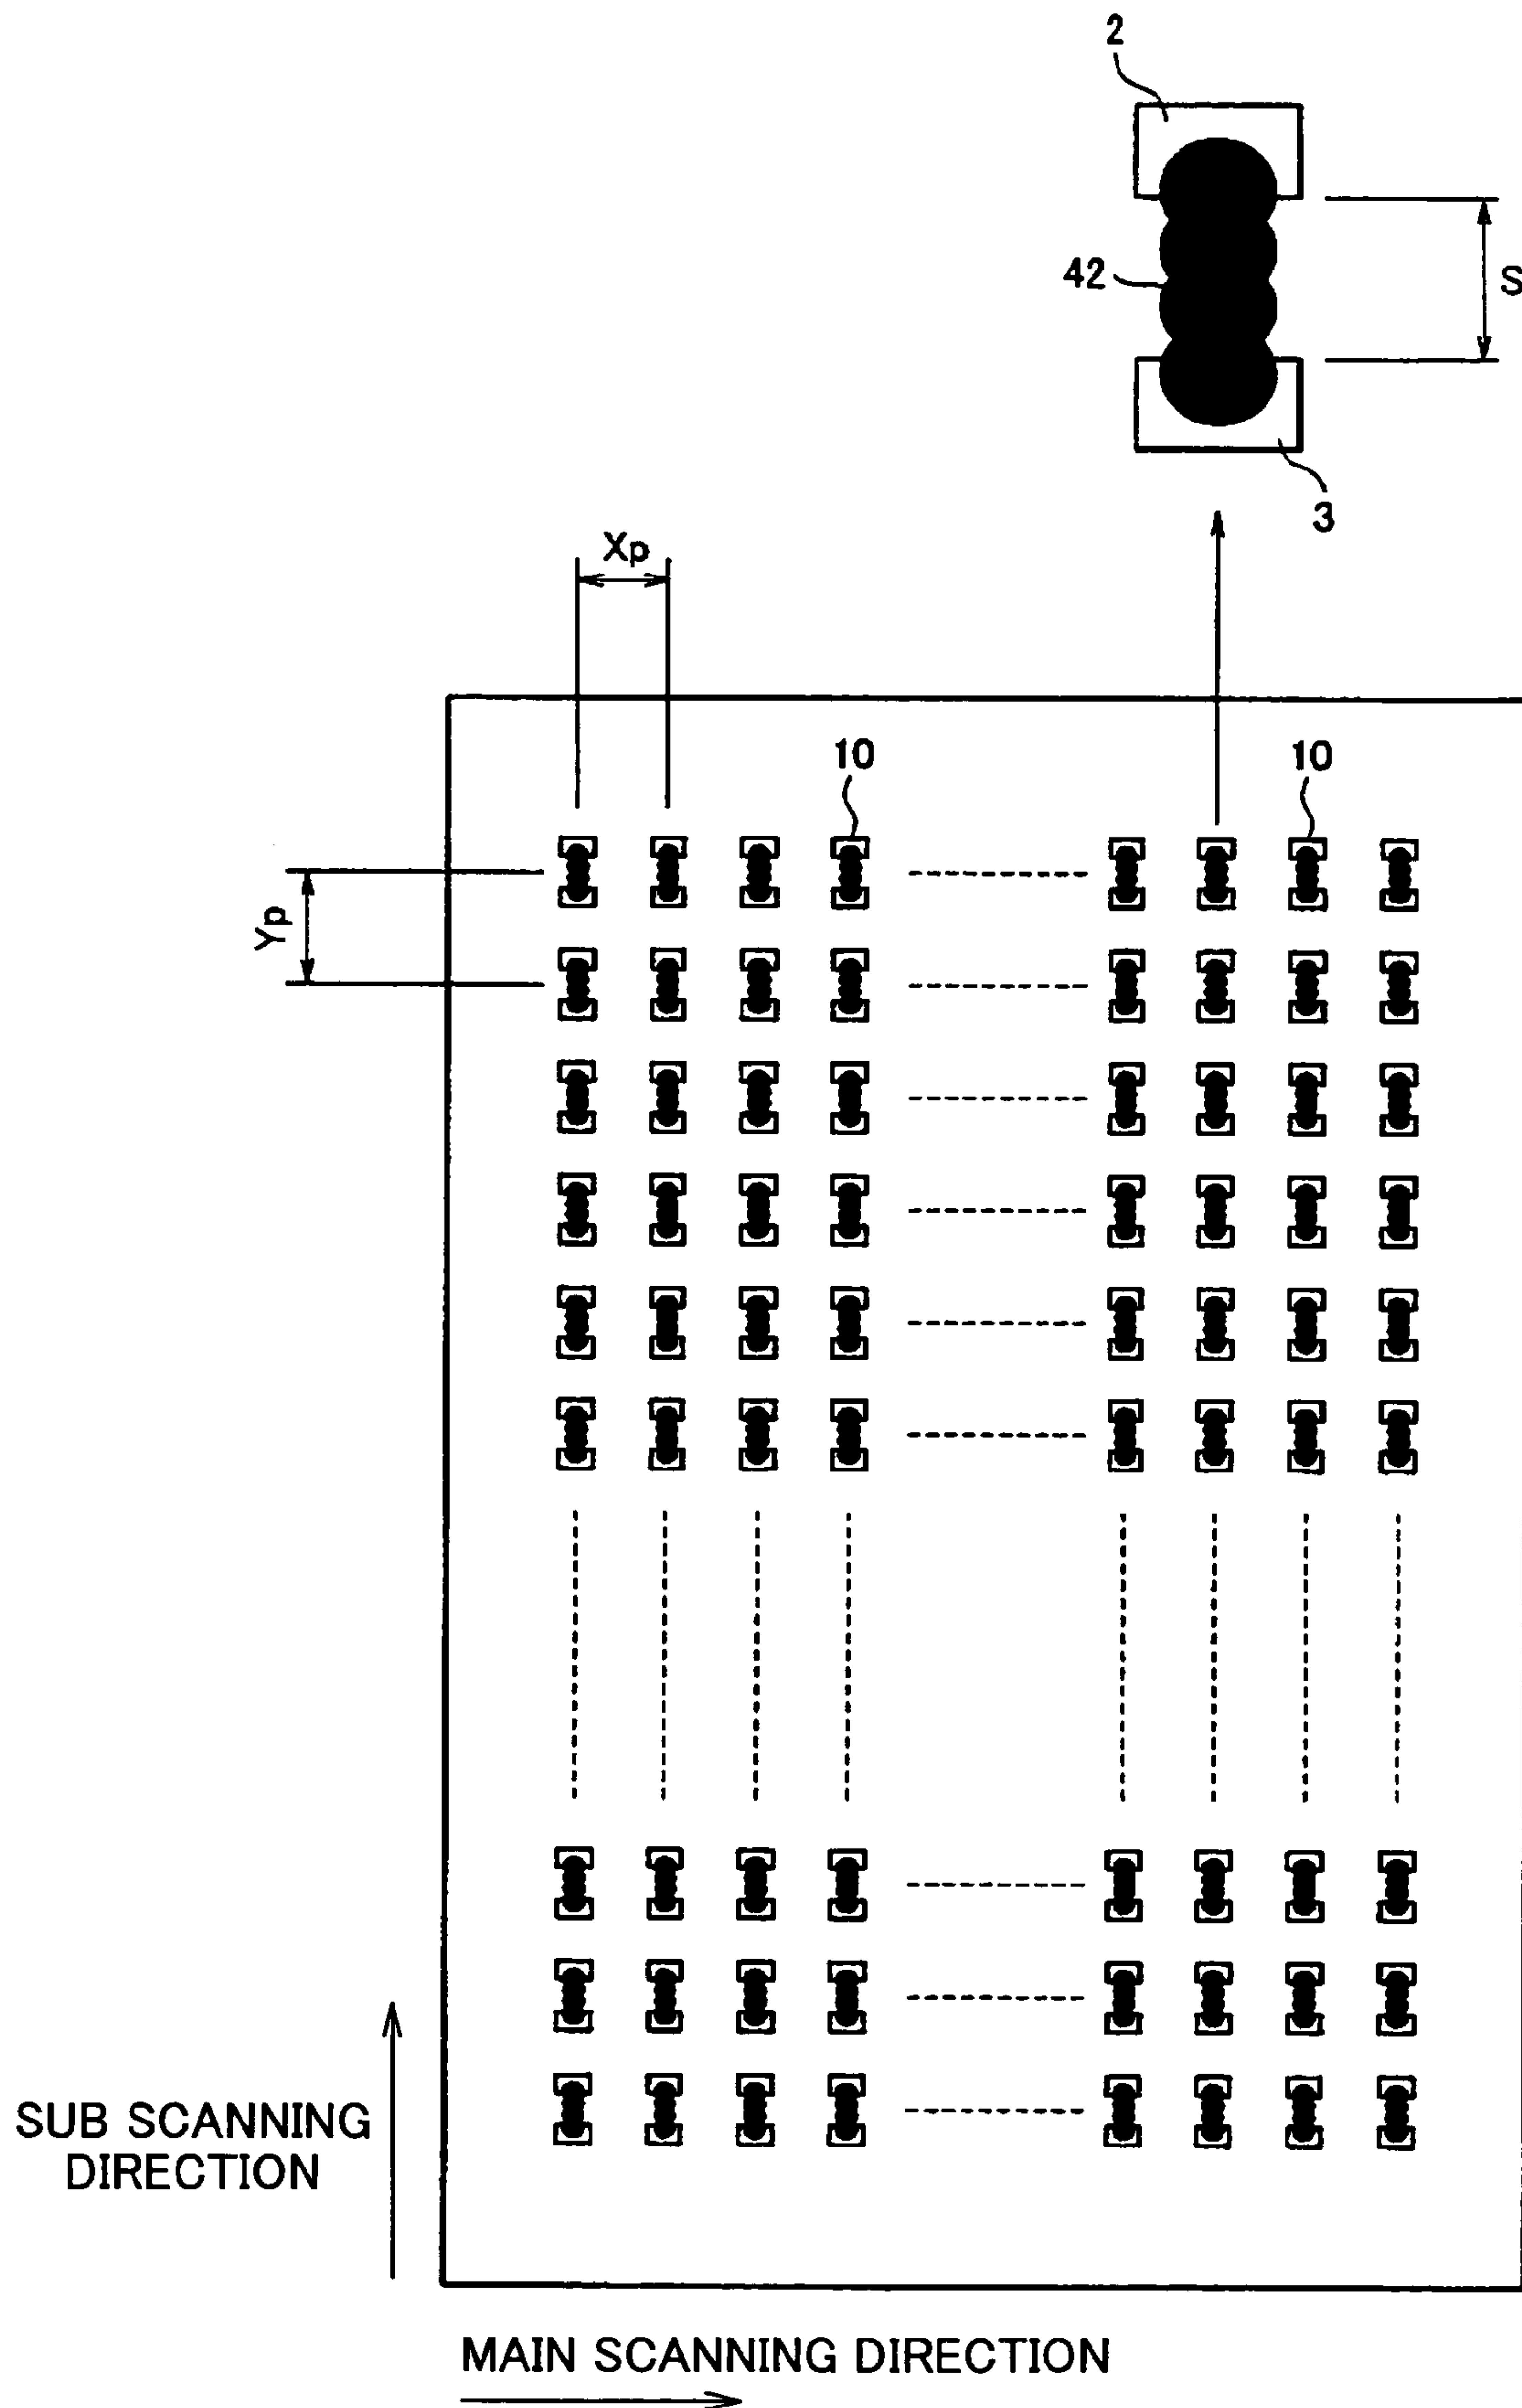 2
42
S
3
Xp
10
10
Yp
SUB SCANNING
DIRECTION
MAIN SCANNING DIRECTION